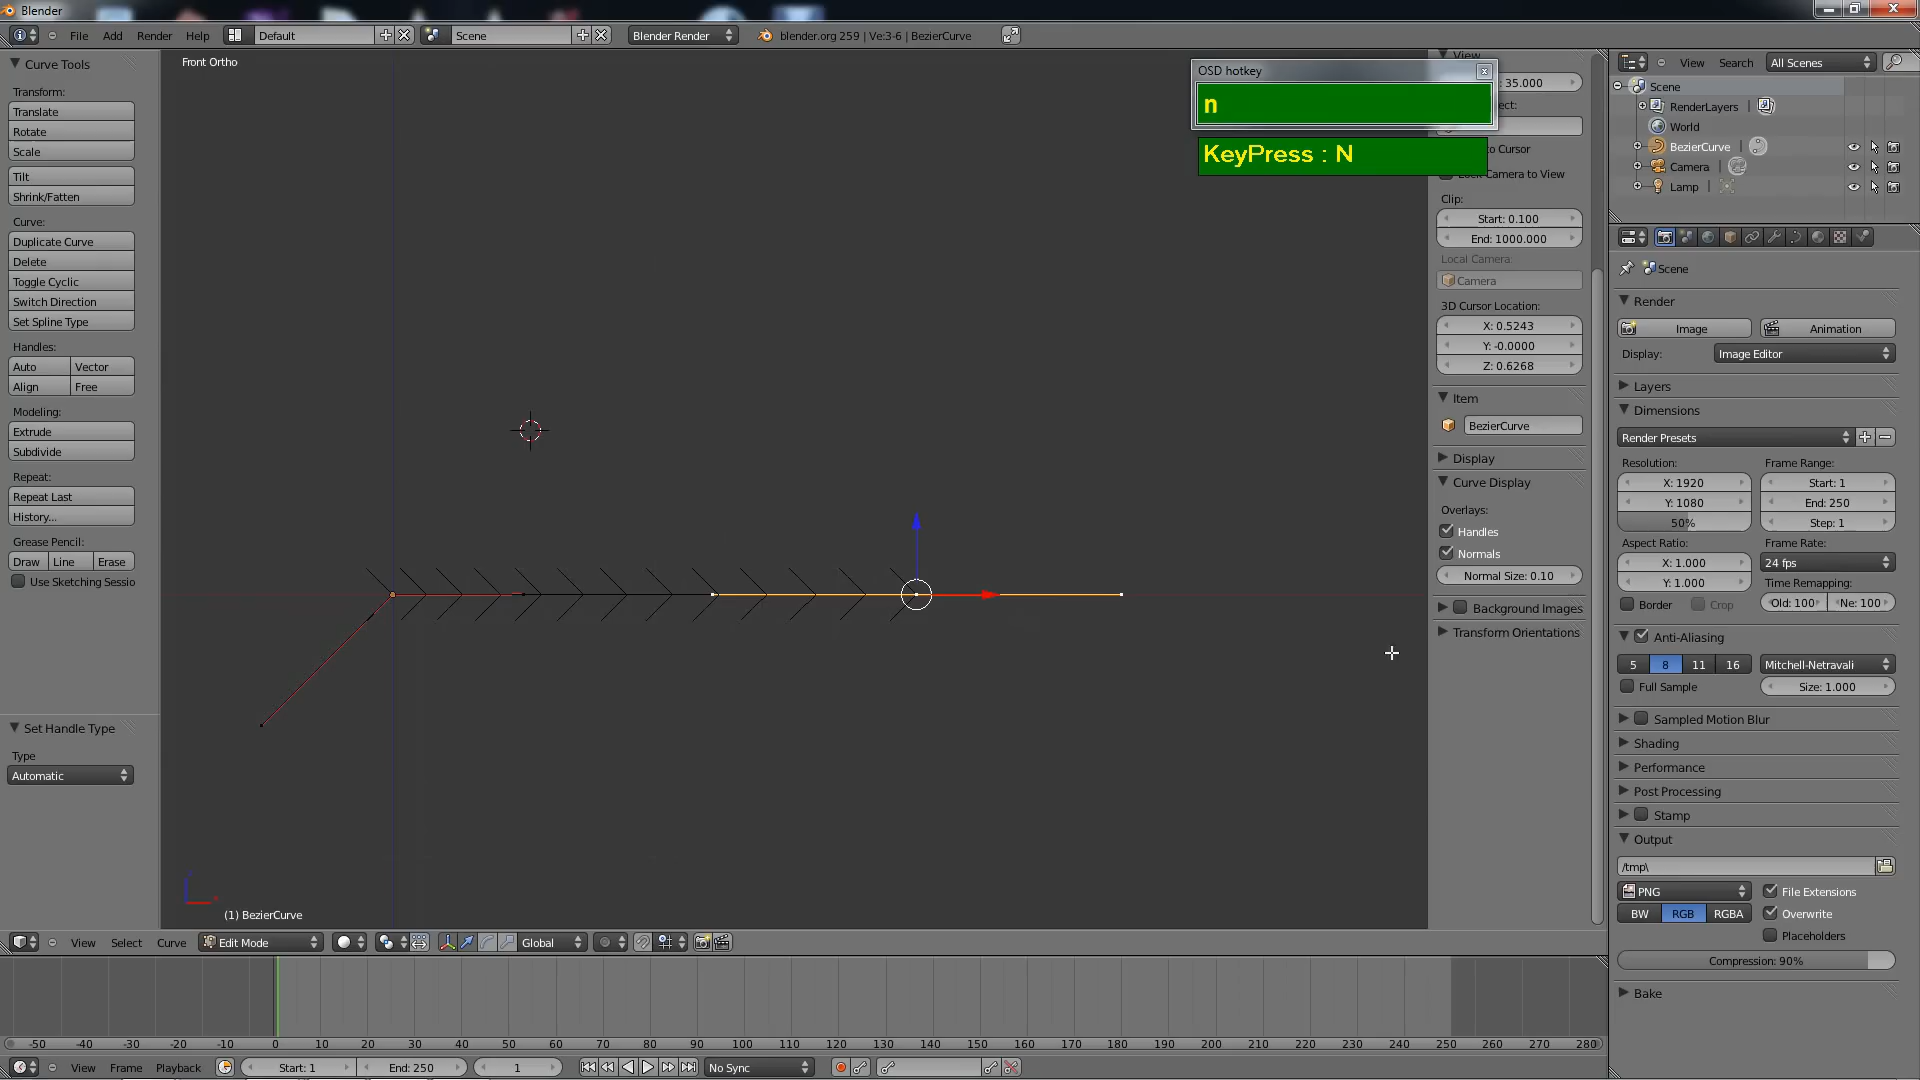 Blender
File Add Render Help Default Scene Blender Render blender.org 259 | Ve:3-6 | BezierCurve
Curve Tools
Transform:
Translate
Rotate
Scale
Tilt
Shrink/Fatten
Curve:
Duplicate Curve
Delete
Toggle Cyclic
Switch Direction
Set Spline Type
Handles:
Auto Vector
Align Free
Modeling:
Extrude
Subdivide
Repeat:
Repeat Last
History...
Grease Pencil:
Draw Line Erase
Use Sketching Sessio
Set Handle Type
Type
Automatic
Front Ortho
(1) BezierCurve
OSD hotkey
n
KeyPress : N
View
: 35.000
to Cursor
Lock Camera to View
Clip:
Start: 0.100
End: 1000.000
Local Camera:
Camera
3D Cursor Location:
X: 0.5243
Y: -0.0000
Z: 0.6268
Item
BezierCurve
Display
Curve Display
Overlays:
Handles
Normals
Normal Size: 0.10
Background Images
Transform Orientations
View Search All Scenes
Scene
RenderLayers
World
BezierCurve
Camera
Lamp
Scene
Render
Image Animation
Display: Image Editor
Layers
Dimensions
Render Presets
Resolution: Frame Range:
X: 1920 Start: 1
Y: 1080 End: 250
50% Step: 1
Aspect Ratio: Frame Rate:
X: 1.000 24 fps
Y: 1.000 Time Remapping:
Border Crop Old: 100 Ne: 100
Anti-Aliasing
5 8 11 16 Mitchell-Netravali
Full Sample Size: 1.000
Sampled Motion Blur
Shading
Performance
Post Processing
Stamp
Output
/tmp\
PNG File Extensions
BW RGB RGBA Overwrite
Placeholders
Compression: 90%
Bake
View Select Curve Edit Mode Global
-50 -40 -30 -20 -10 0 10 20 30 40 50 60 70 80 90 100 110 120 130 140 150 160 170 180 190 200 210 220 230 240 250 260 270 280
View Frame Playback Start: 1 End: 250 1 No Sync